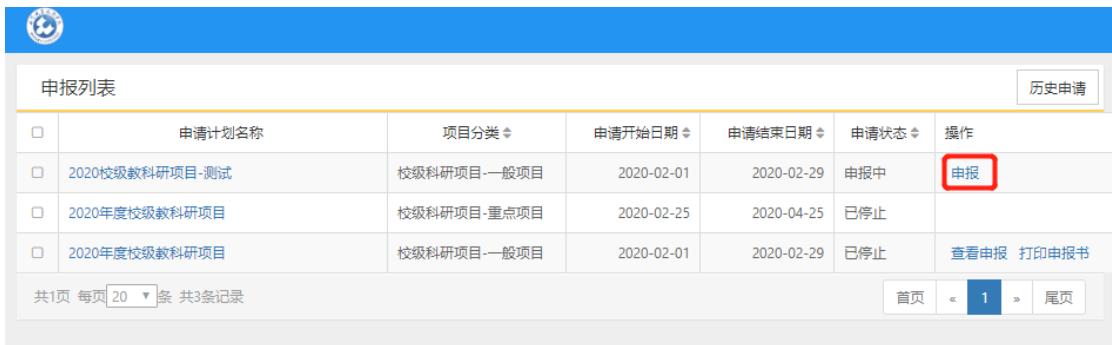 申报列表 历史申请
申请计划名称 项目分类 申请开始日期 申请结束日期 申请状态 操作
2020校级教科研项目-测试 校级科研项目-一般项目 2020-02-01 2020-02-29 申报中 申报
2020年度校级教科研项目 校级科研项目-重点项目 2020-02-25 2020-04-25 已停止
2020年度校级教科研项目 校级科研项目-一般项目 2020-02-01 2020-02-29 已停止 查看申报 打印申报书
共1页 每页 20 条 共3条记录 首页 « 1 » 尾页